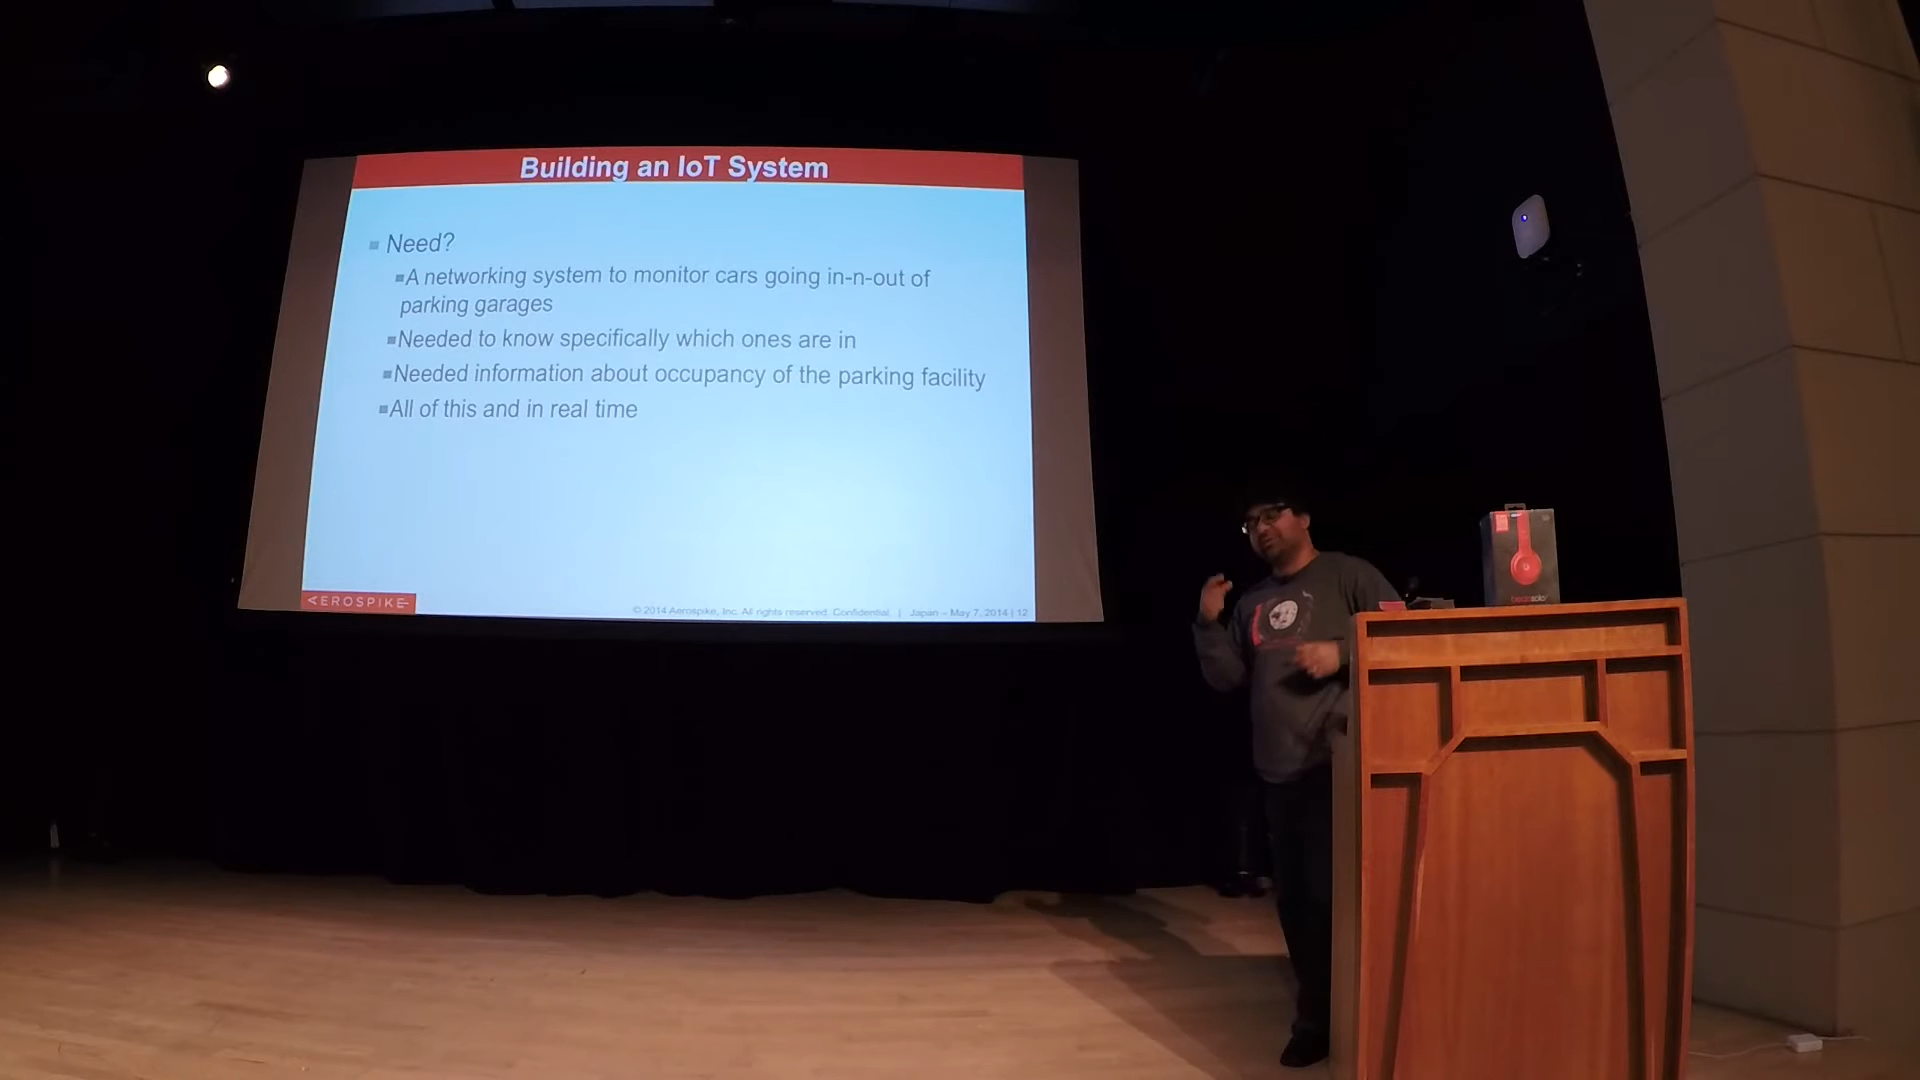 Building an IoT System
Need?
A networking system to monitor cars going in-n-out of
parking garages
Needed to know specifically which ones are in
Needed information about occupancy of the parking facility
All of this and in real time
AEROSPIKE
© 2014 Aerospike, Inc. All rights reserved. Confidential. | Japan – May 7, 2014 | 12
beats solo